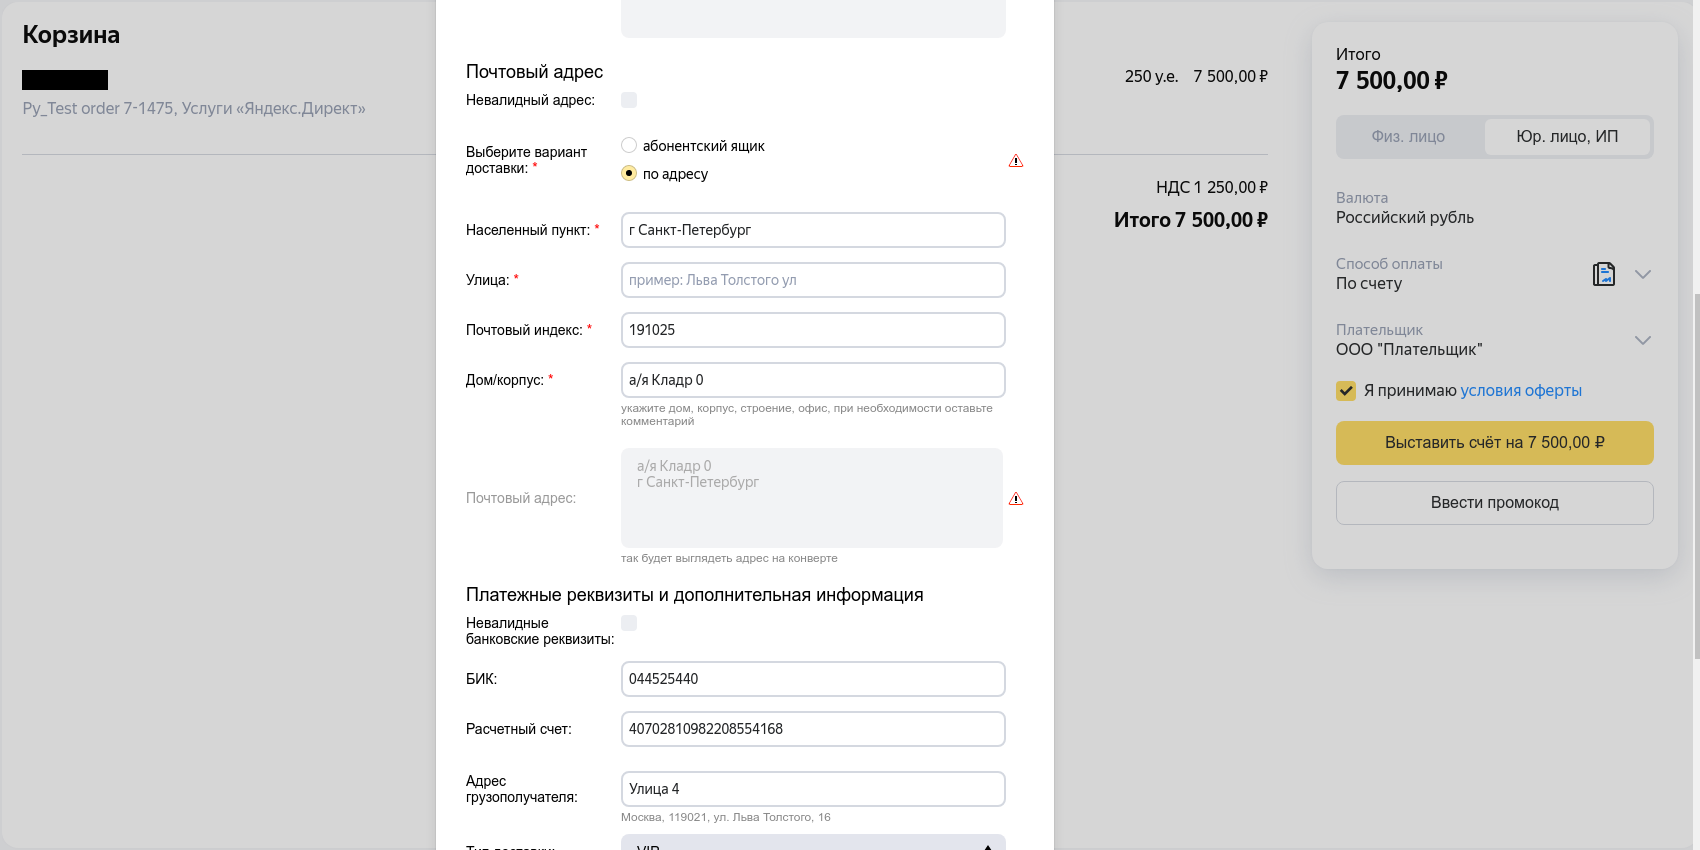 Корзина
Py_Test order 7-1475, Услуги «Яндекс.Директ»
250 у.е. 7 500,00 ₽
НДС 1 250,00 ₽
Итого 7 500,00 ₽
Почтовый адрес
Невалидный адрес:
Выберите вариант
доставки: *
абонентский ящик
по адресу
Населенный пункт: *
г Санкт-Петербург
Улица: *
пример: Льва Толстого ул
Почтовый индекс: *
191025
Дом/корпус: *
а/я Кладр 0
укажите дом, корпус, строение, офис, при необходимости оставьте
комментарий
Почтовый адрес:
а/я Кладр 0
г Санкт-Петербург
так будет выглядеть адрес на конверте
Платежные реквизиты и дополнительная информация
Невалидные
банковские реквизиты:
БИК:
044525440
Расчетный счет:
40702810982208554168
Адрес
грузополучателя:
Улица 4
Москва, 119021, ул. Льва Толстого, 16
Тип доставки:
VIP
Итого
7 500,00 ₽
Физ. лицо
Юр. лицо, ИП
Валюта
Российский рубль
Способ оплаты
По счету
Плательщик
ООО "Плательщик"
Я принимаю условия оферты
Выставить счёт на 7 500,00 ₽
Ввести промокод